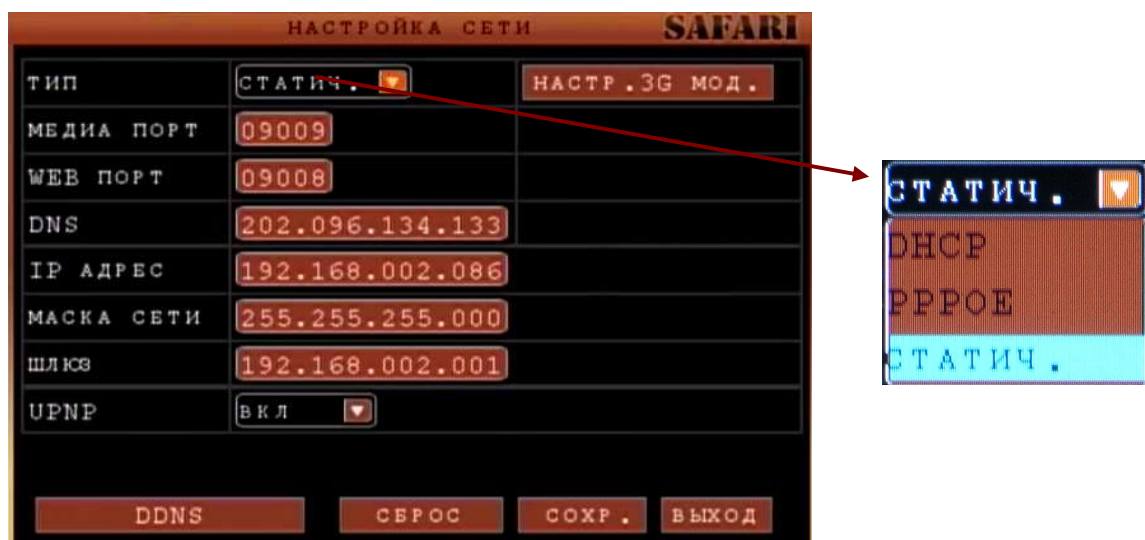 НАСТРОЙКА СЕТИ SAFARI
ТИП СТАТИЧ. НАСТР.3G МОД.
МЕДИА ПОРТ 09009
WEB ПОРТ 09008
DNS 202.096.134.133
IP АДРЕС 192.168.002.086
МАСКА СЕТИ 255.255.255.000
ШЛЮЗ 192.168.002.001
UPNP ВКЛ
DDNS СБРОС СОХР. ВЫХОД
СТАТИЧ.
DHCP
PPPOE
СТАТИЧ.